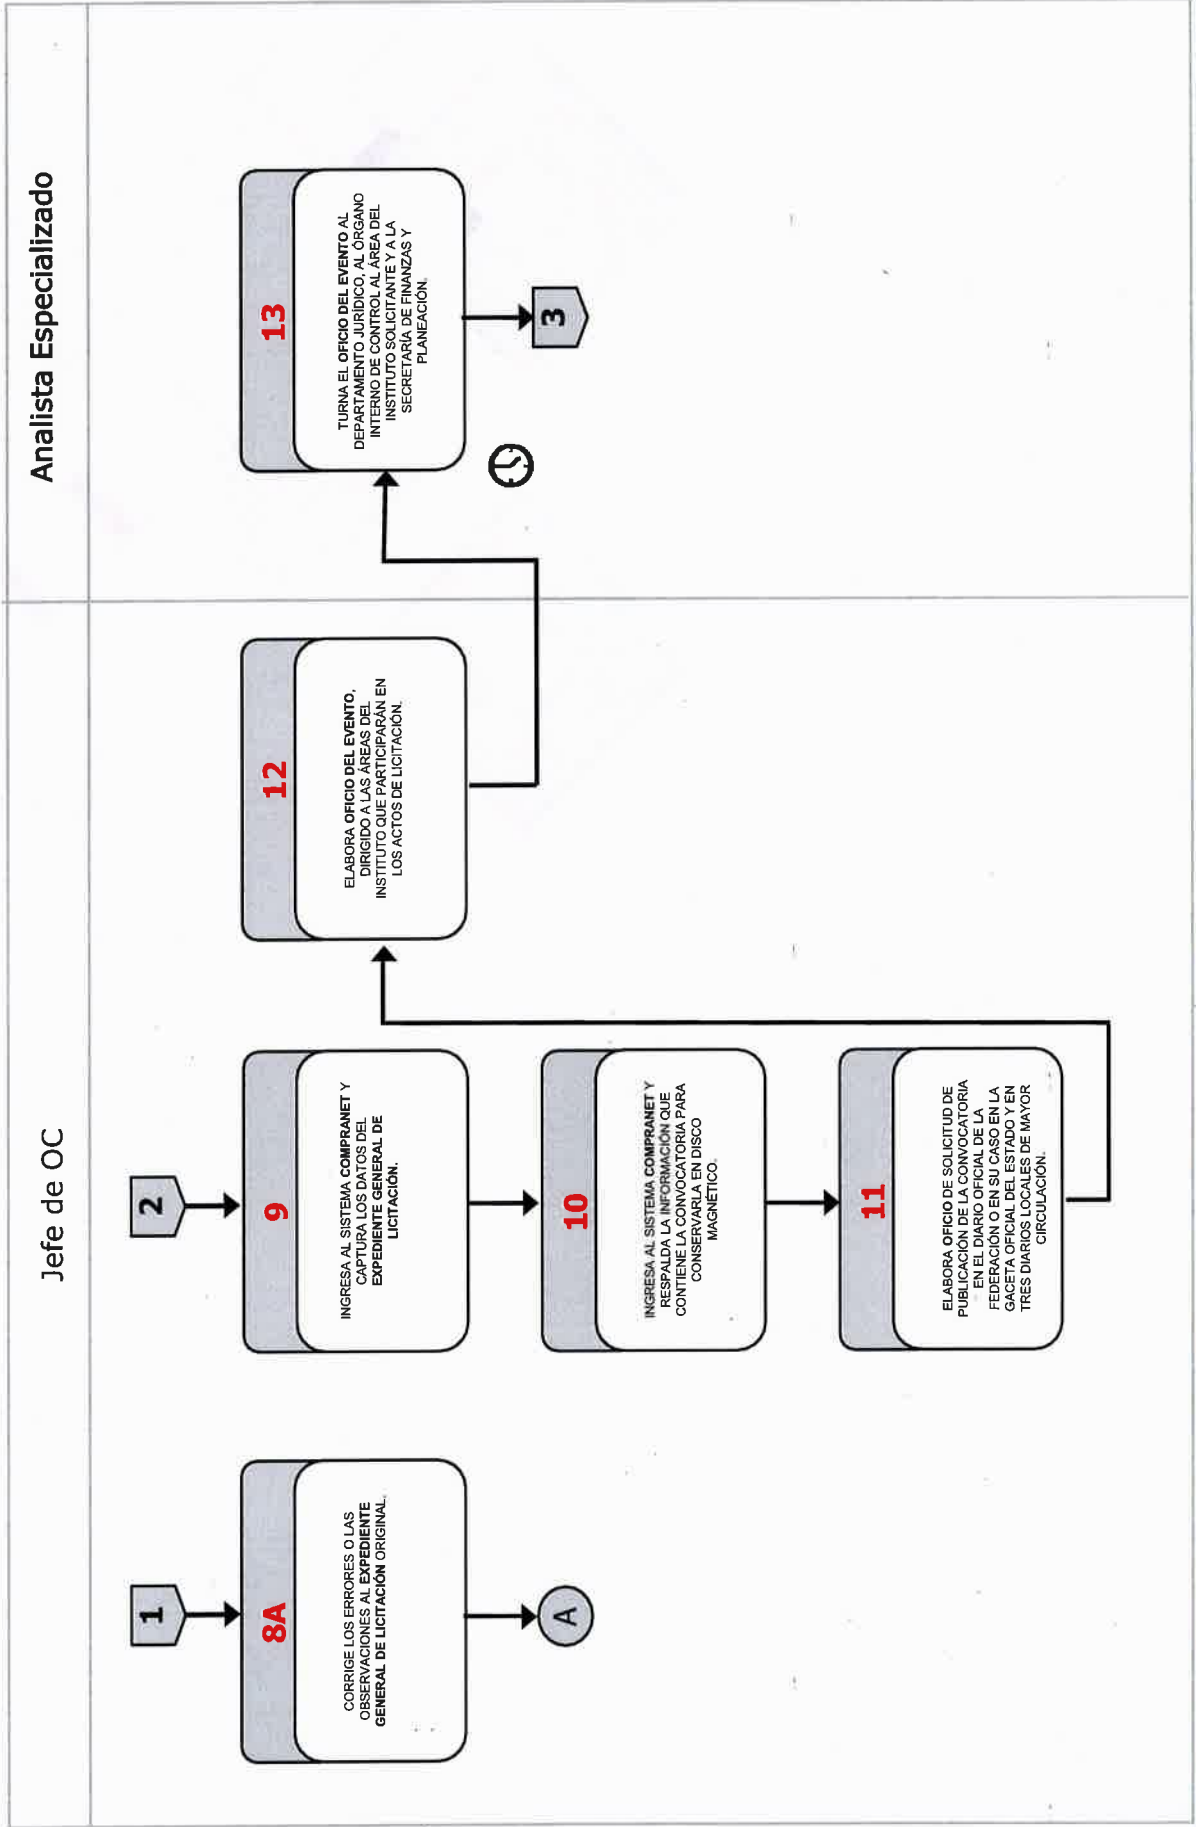 Jefe de OC
Analista Especializado
1
8A
CORRIGE LOS ERRORES O LAS
OBSERVACIONES AL EXPEDIENTE
GENERAL DE LICITACIÓN ORIGINAL.
A
2
9
INGRESA AL SISTEMA COMPRANET Y
CAPTURA LOS DATOS DEL
EXPEDIENTE GENERAL DE
LICITACIÓN.
10
INGRESA AL SISTEMA COMPRANET Y
RESPALDA LA INFORMACIÓN QUE
CONTIENE LA CONVOCATORIA PARA
CONSERVARLA EN DISCO
MAGNÉTICO.
11
ELABORA OFICIO DE SOLICITUD DE
PUBLICACIÓN DE LA CONVOCATORIA
EN EL DIARIO OFICIAL DE LA
FEDERACIÓN O EN SU CASO EN LA
GACETA OFICIAL DEL ESTADO Y EN
TRES DIARIOS LOCALES DE MAYOR
CIRCULACIÓN.
12
ELABORA OFICIO DEL EVENTO,
DIRIGIDO A LAS ÁREAS DEL
INSTITUTO QUE PARTICIPARÁN EN
LOS ACTOS DE LICITACIÓN.
13
TURNA EL OFICIO DEL EVENTO AL
DEPARTAMENTO JURÍDICO, AL ÓRGANO
INTERNO DE CONTROL AL ÁREA DEL
INSTITUTO SOLICITANTE Y A LA
SECRETARÍA DE FINANZAS Y
PLANEACIÓN.
3